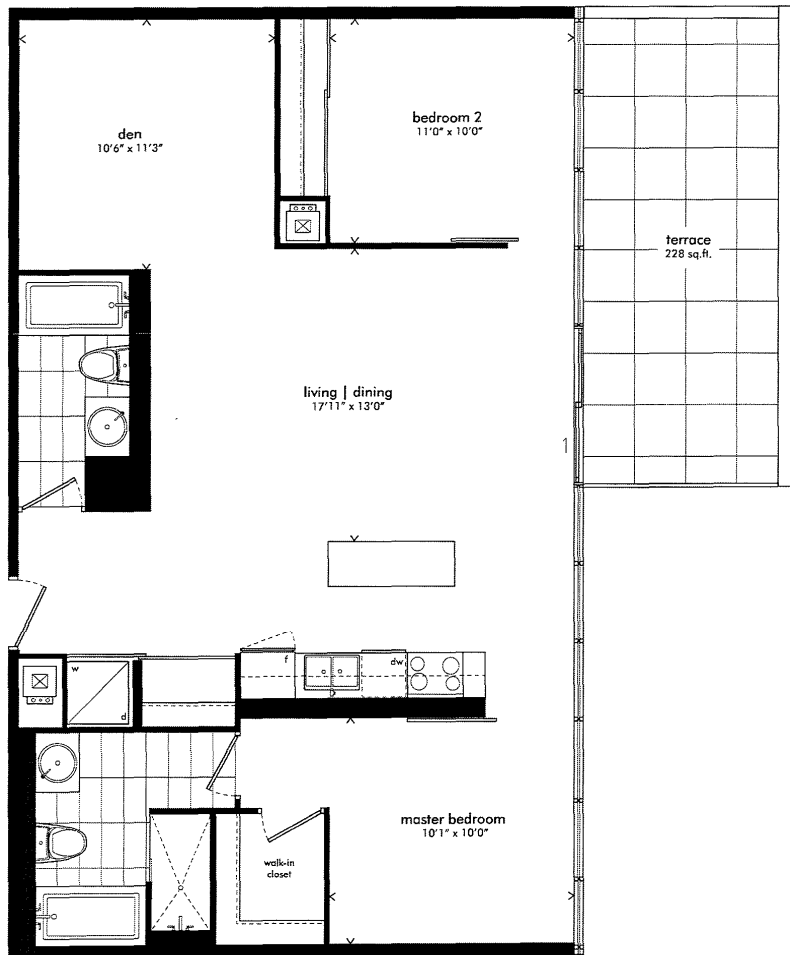 den
10'6" x 11'3"
bedroom 2
11'0" x 10'0"
terrace
228 sq.ft.
living | dining
17'11" x 13'0"
1
w
d
f
dw
master bedroom
10'1" x 10'0"
walk-in
closet